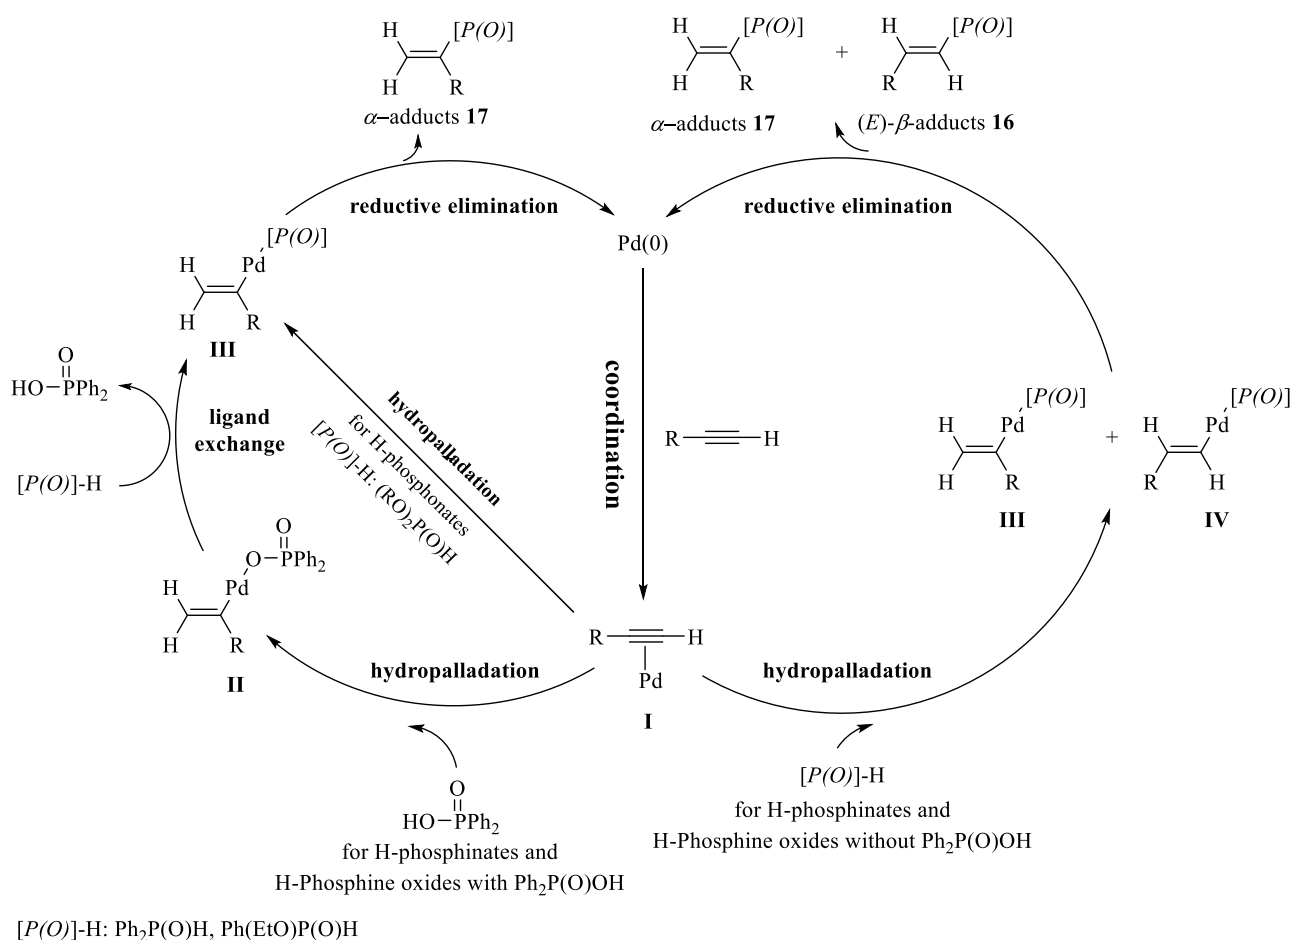 H [P(O)]
H R
α–adducts 17
H [P(O)]
H R
α–adducts 17
+
H [P(O)]
R H
(E)-β-adducts 16
reductive elimination
reductive elimination
Pd(0)
[P(O)]
Pd
H
H R
III
O
HO–PPh₂
ligand
exchange
[P(O)]-H
hydropalladation
for H-phosphonates
[P(O)]-H: (RO)₂P(O)H
coordination
R H
[P(O)]
Pd
H
H R
III
+
[P(O)]
Pd
H
R H
IV
O
O–PPh₂
Pd
H
H R
II
R H
Pd
I
hydropalladation
hydropalladation
O
HO–PPh₂
for H-phosphinates and
H-Phosphine oxides with Ph₂P(O)OH
[P(O)]-H
for H-phosphinates and
H-Phosphine oxides without Ph₂P(O)OH
[P(O)]-H: Ph₂P(O)H, Ph(EtO)P(O)H